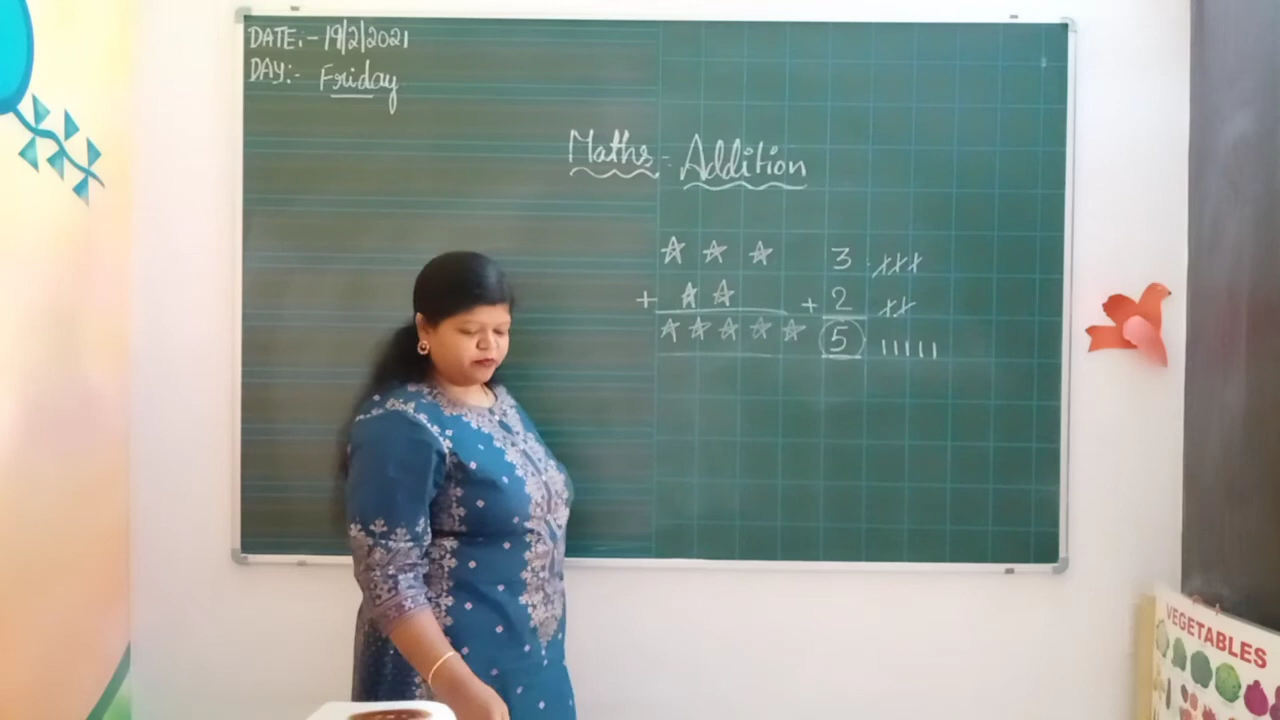 DATE:- 19/2/2021
DAY:- Friday
Maths - Addition
3
+ + 2
5
VEGETABLES